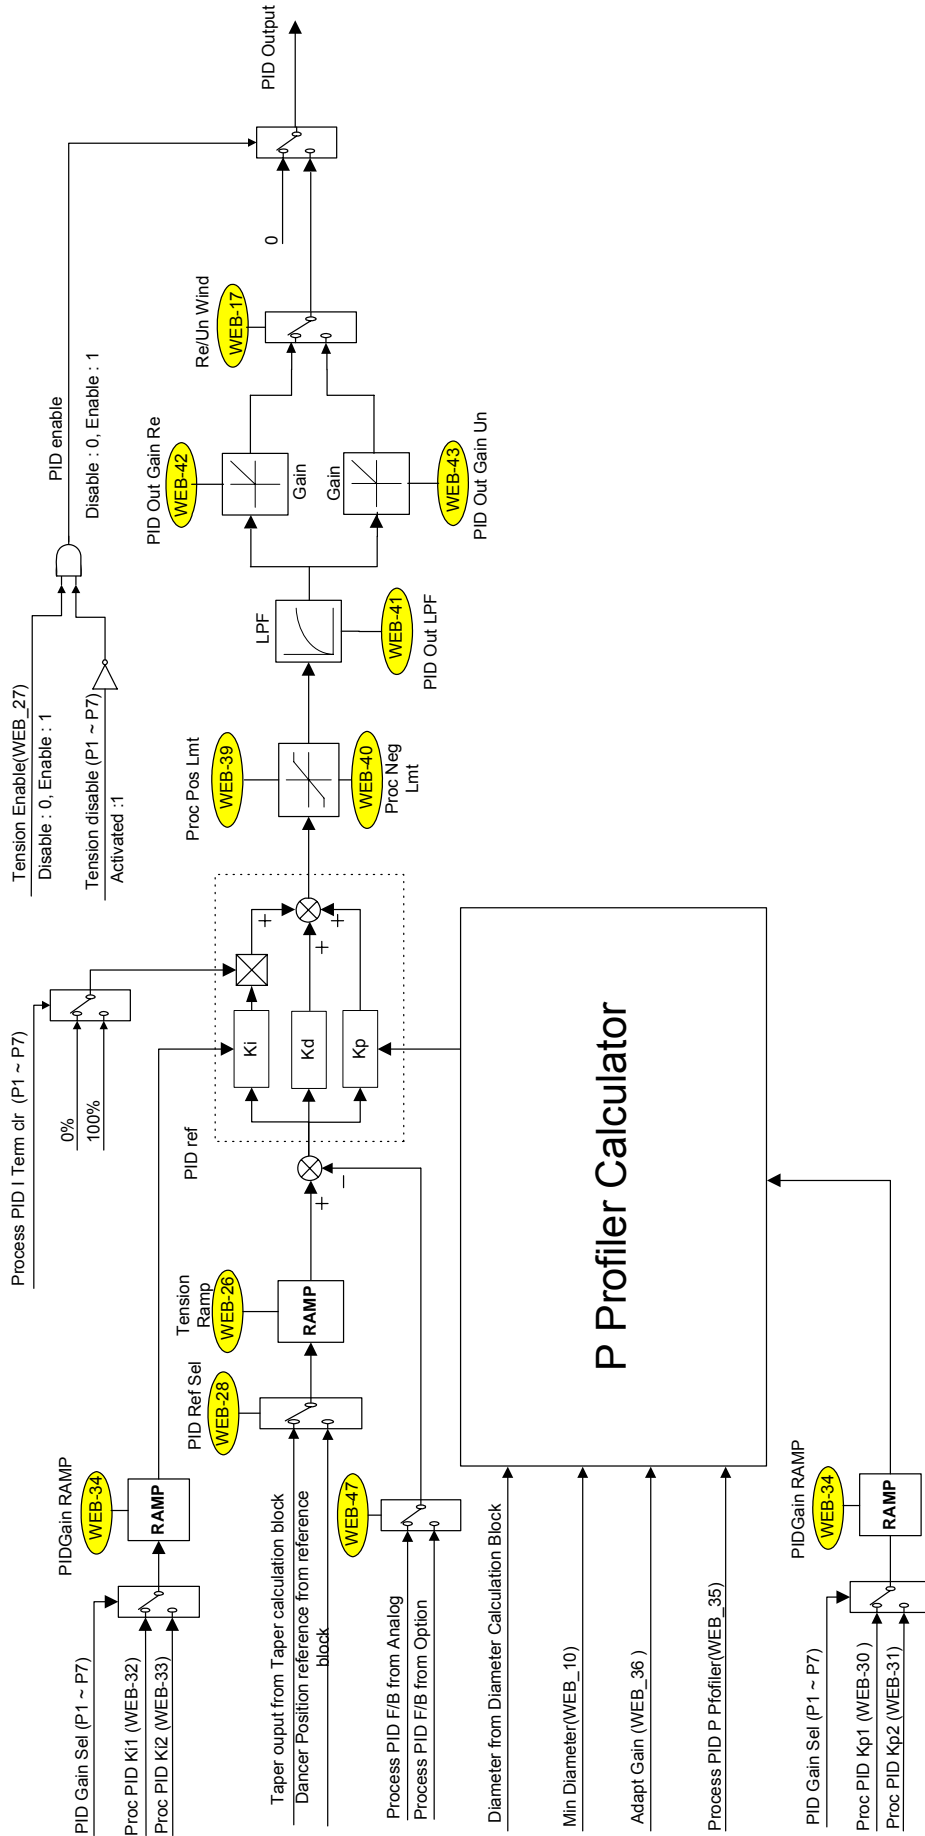 PID Gain Sel (P1 ~ P7)
Proc PID Ki1 (WEB-32)
Proc PID Ki2 (WEB-33)
PIDGain RAMP
WEB-34
RAMP
Process PID I Term clr (P1 ~ P7)
0%
100%
Tension Enable(WEB_27)
Disable : 0, Enable : 1
Tension disable (P1 ~ P7)
Activated :1
PID enable
Disable : 0, Enable : 1
Taper ouput from Taper calculation block
Dancer Position reference from reference
block
PID Ref Sel
WEB-28
Tension
Ramp
WEB-26
RAMP
+
−
PID ref
Ki
Kd
Kp
+
+
+
Proc Pos Lmt
WEB-39
WEB-40
Proc Neg
Lmt
LPF
WEB-41
PID Out LPF
PID Out Gain Re
WEB-42
Gain
Gain
WEB-43
PID Out Gain Un
Re/Un Wind
WEB-17
0
PID Output
WEB-47
Process PID F/B from Analog
Process PID F/B from Option
Diameter from Diameter Calculation Block
Min Diameter(WEB_10)
Adapt Gain (WEB_36 )
Process PID P Pfofiler(WEB_35)
P Profiler Calculator
PID Gain Sel (P1 ~ P7)
Proc PID Kp1 (WEB-30 )
Proc PID Kp2 (WEB-31)
PIDGain RAMP
WEB-34
RAMP